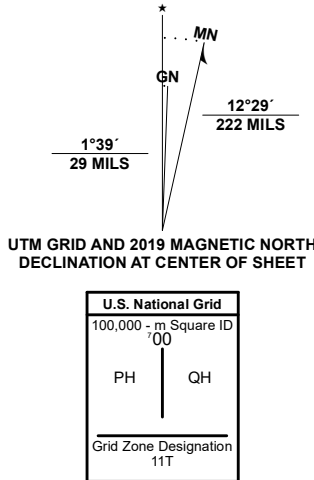 ★
MN
GN
12°29´
222 MILS
1°39´
29 MILS
UTM GRID AND 2019 MAGNETIC NORTH
DECLINATION AT CENTER OF SHEET
U.S. National Grid
100,000 - m Square ID
⁷00
PH QH
Grid Zone Designation
11T